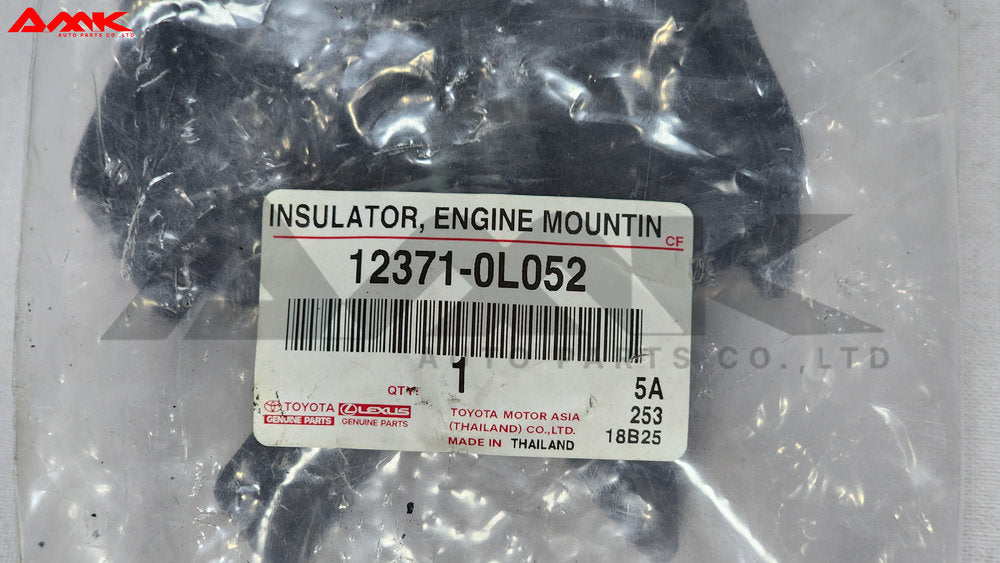 AMK
AUTO PARTS CO.,LTD
INSULATOR, ENGINE MOUNTIN
CF
12371-0L052
AMK
AUTO PARTS CO.,LTD
QTY: 1
5A
TOYOTA
GENUINE PARTS
LEXUS
GENUINE PARTS
TOYOTA MOTOR ASIA
(THAILAND) CO.,LTD.
MADE IN THAILAND
253
18B25